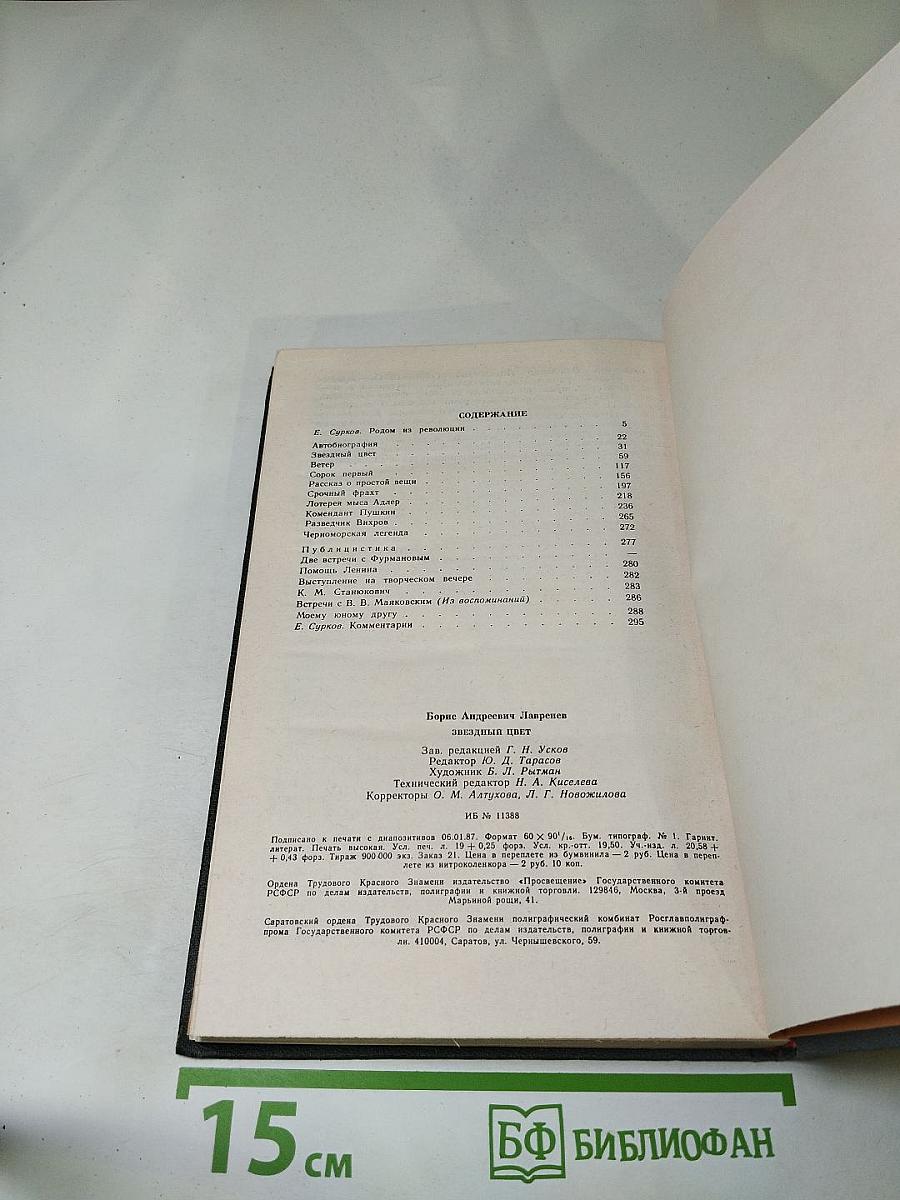 СОДЕРЖАНИЕ
Е. Сурков. Родом из революции . . . . . . . . . . . 5
Автобиография . . . . . . . . . . . 22
Звездный цвет . . . . . . . . . . . 31
Ветер . . . . . . . . . . . 59
Сорок первый . . . . . . . . . . . 117
Рассказ о простой вещи . . . . . . . . . . . 156
Срочный фрахт . . . . . . . . . . . 197
Лотерея мыса Адлер . . . . . . . . . . . 218
Комендант Пушкин . . . . . . . . . . . 236
Разведчик Вихров . . . . . . . . . . . 265
Черноморская легенда . . . . . . . . . . . 272
Публицистика . . . . . . . . . . . 277
Две встречи с Фурмановым . . . . . . . . . . . —
Помощь Ленина . . . . . . . . . . . 280
Выступление на творческом вечере . . . . . . . . . . . 282
К. М. Станюкович . . . . . . . . . . . 283
Встречи с В. В. Маяковским (Из воспоминаний) . . . . . 286
Моему юному другу . . . . . . . . . . . 288
Е. Сурков. Комментарии . . . . . . . . . . . 295
Борис Андреевич Лавренев
ЗВЕЗДНЫЙ ЦВЕТ
Зав. редакцией Г. Н. Усков
Редактор Ю. Д. Тарасов
Художник Б. Л. Рытман
Технический редактор Н. А. Киселева
Корректоры О. М. Алтухова, Л. Г. Новожилова
ИБ № 11388
Подписано к печати с диапозитивов 06.01.87. Формат 60×90¹/₁₆. Бум. типограф. № 1. Гарнит.
литерат. Печать высокая. Усл. печ. л. 19+0,25 форз. Усл. кр.-отт. 19,50. Уч.-изд. л. 20,58+
+0,43 форз. Тираж 900 000 экз. Заказ 21. Цена в переплете из бумвинила — 2 руб. Цена в переп-
лете из нитроколенкора — 2 руб. 10 коп.
Ордена Трудового Красного Знамени издательство «Просвещение» Государственного комитета
РСФСР по делам издательств, полиграфии и книжной торговли. 129846, Москва, 3-й проезд
Марьиной рощи, 41.
Саратовский ордена Трудового Красного Знамени полиграфический комбинат Росглавполиграф-
прома Государственного комитета РСФСР по делам издательств, полиграфии и книжной торгов-
ли. 410004, Саратов, ул. Чернышевского, 59.
15 см
БФ БИБЛИОФАН